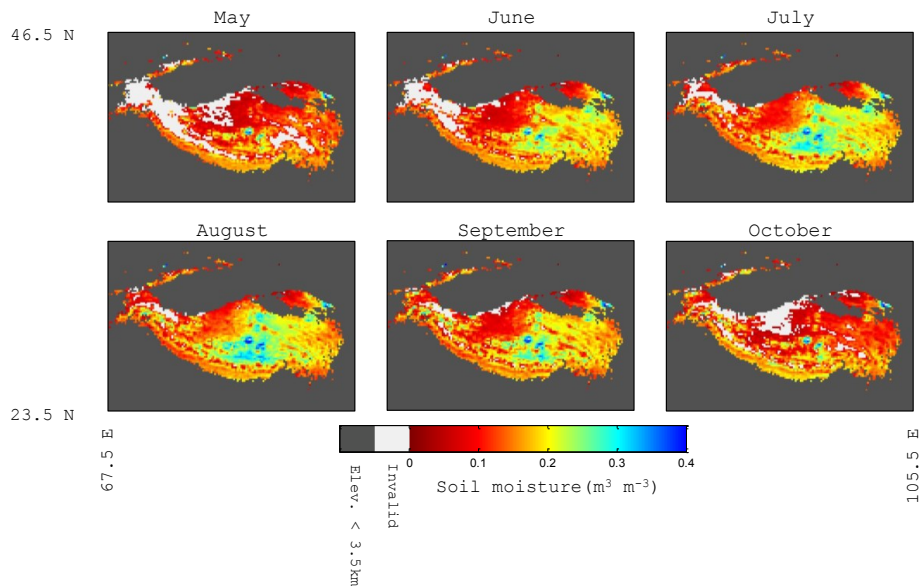 May
June
July
46.5 N
August
September
October
23.5 N
67.5 E
105.5 E
0
0.1
0.2
0.3
0.4
Elev. < 3.5km
Invalid
Soil moisture(m³ m⁻³)